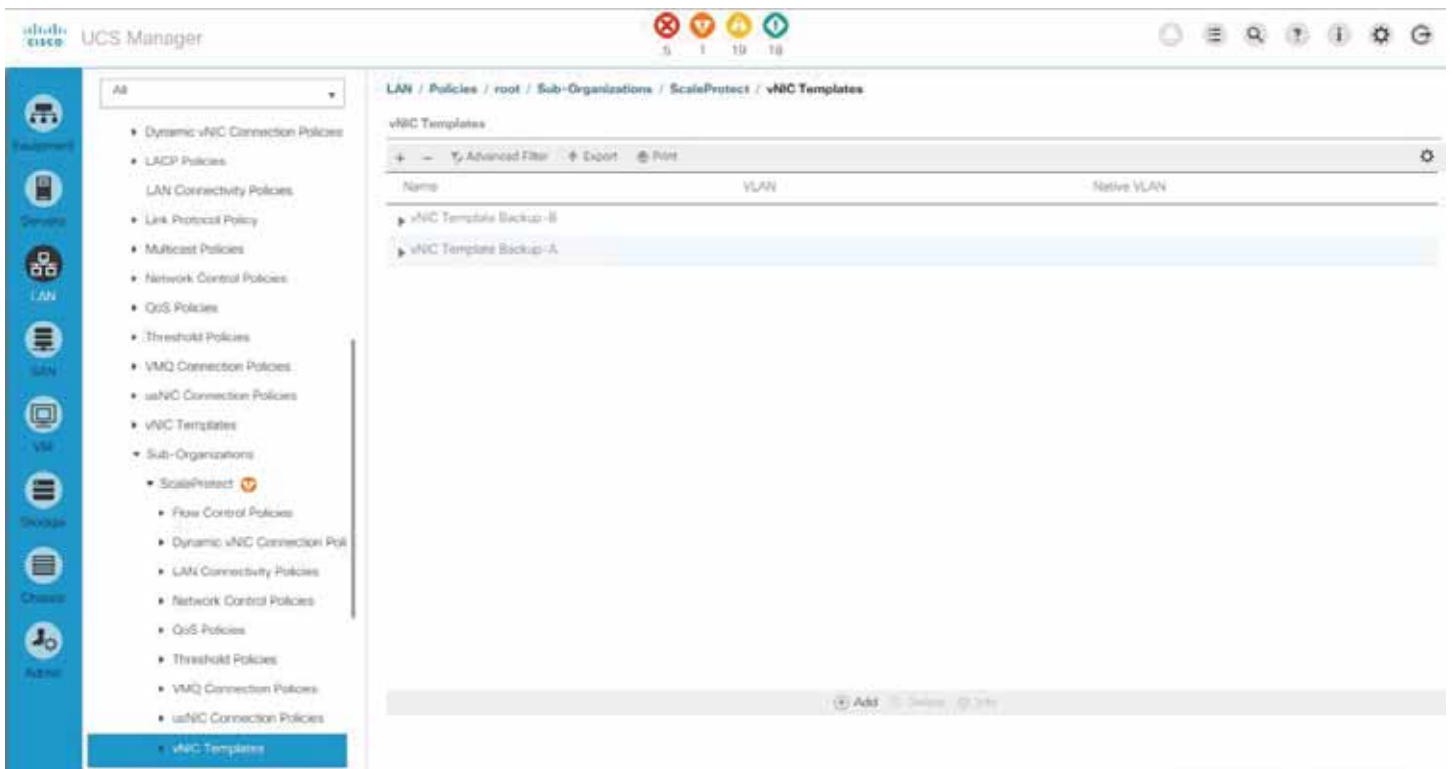 cisco UCS Manager
5 1 19 18
Equipment
Servers
LAN
SAN
VM
Storage
Chassis
Admin
All
Dynamic vNIC Connection Policies
LACP Policies
LAN Connectivity Policies
Link Protocol Policy
Multicast Policies
Network Control Policies
QoS Policies
Threshold Policies
VMQ Connection Policies
usNIC Connection Policies
vNIC Templates
Sub-Organizations
ScaleProtect
Flow Control Policies
Dynamic vNIC Connection Poli
LAN Connectivity Policies
Network Control Policies
QoS Policies
Threshold Policies
VMQ Connection Policies
usNIC Connection Policies
vNIC Templates
LAN / Policies / root / Sub-Organizations / ScaleProtect / vNIC Templates
vNIC Templates
+ − Advanced Filter Export Print
Name VLAN Native VLAN
vNIC Template Backup-B
vNIC Template Backup-A
Add Delete Info